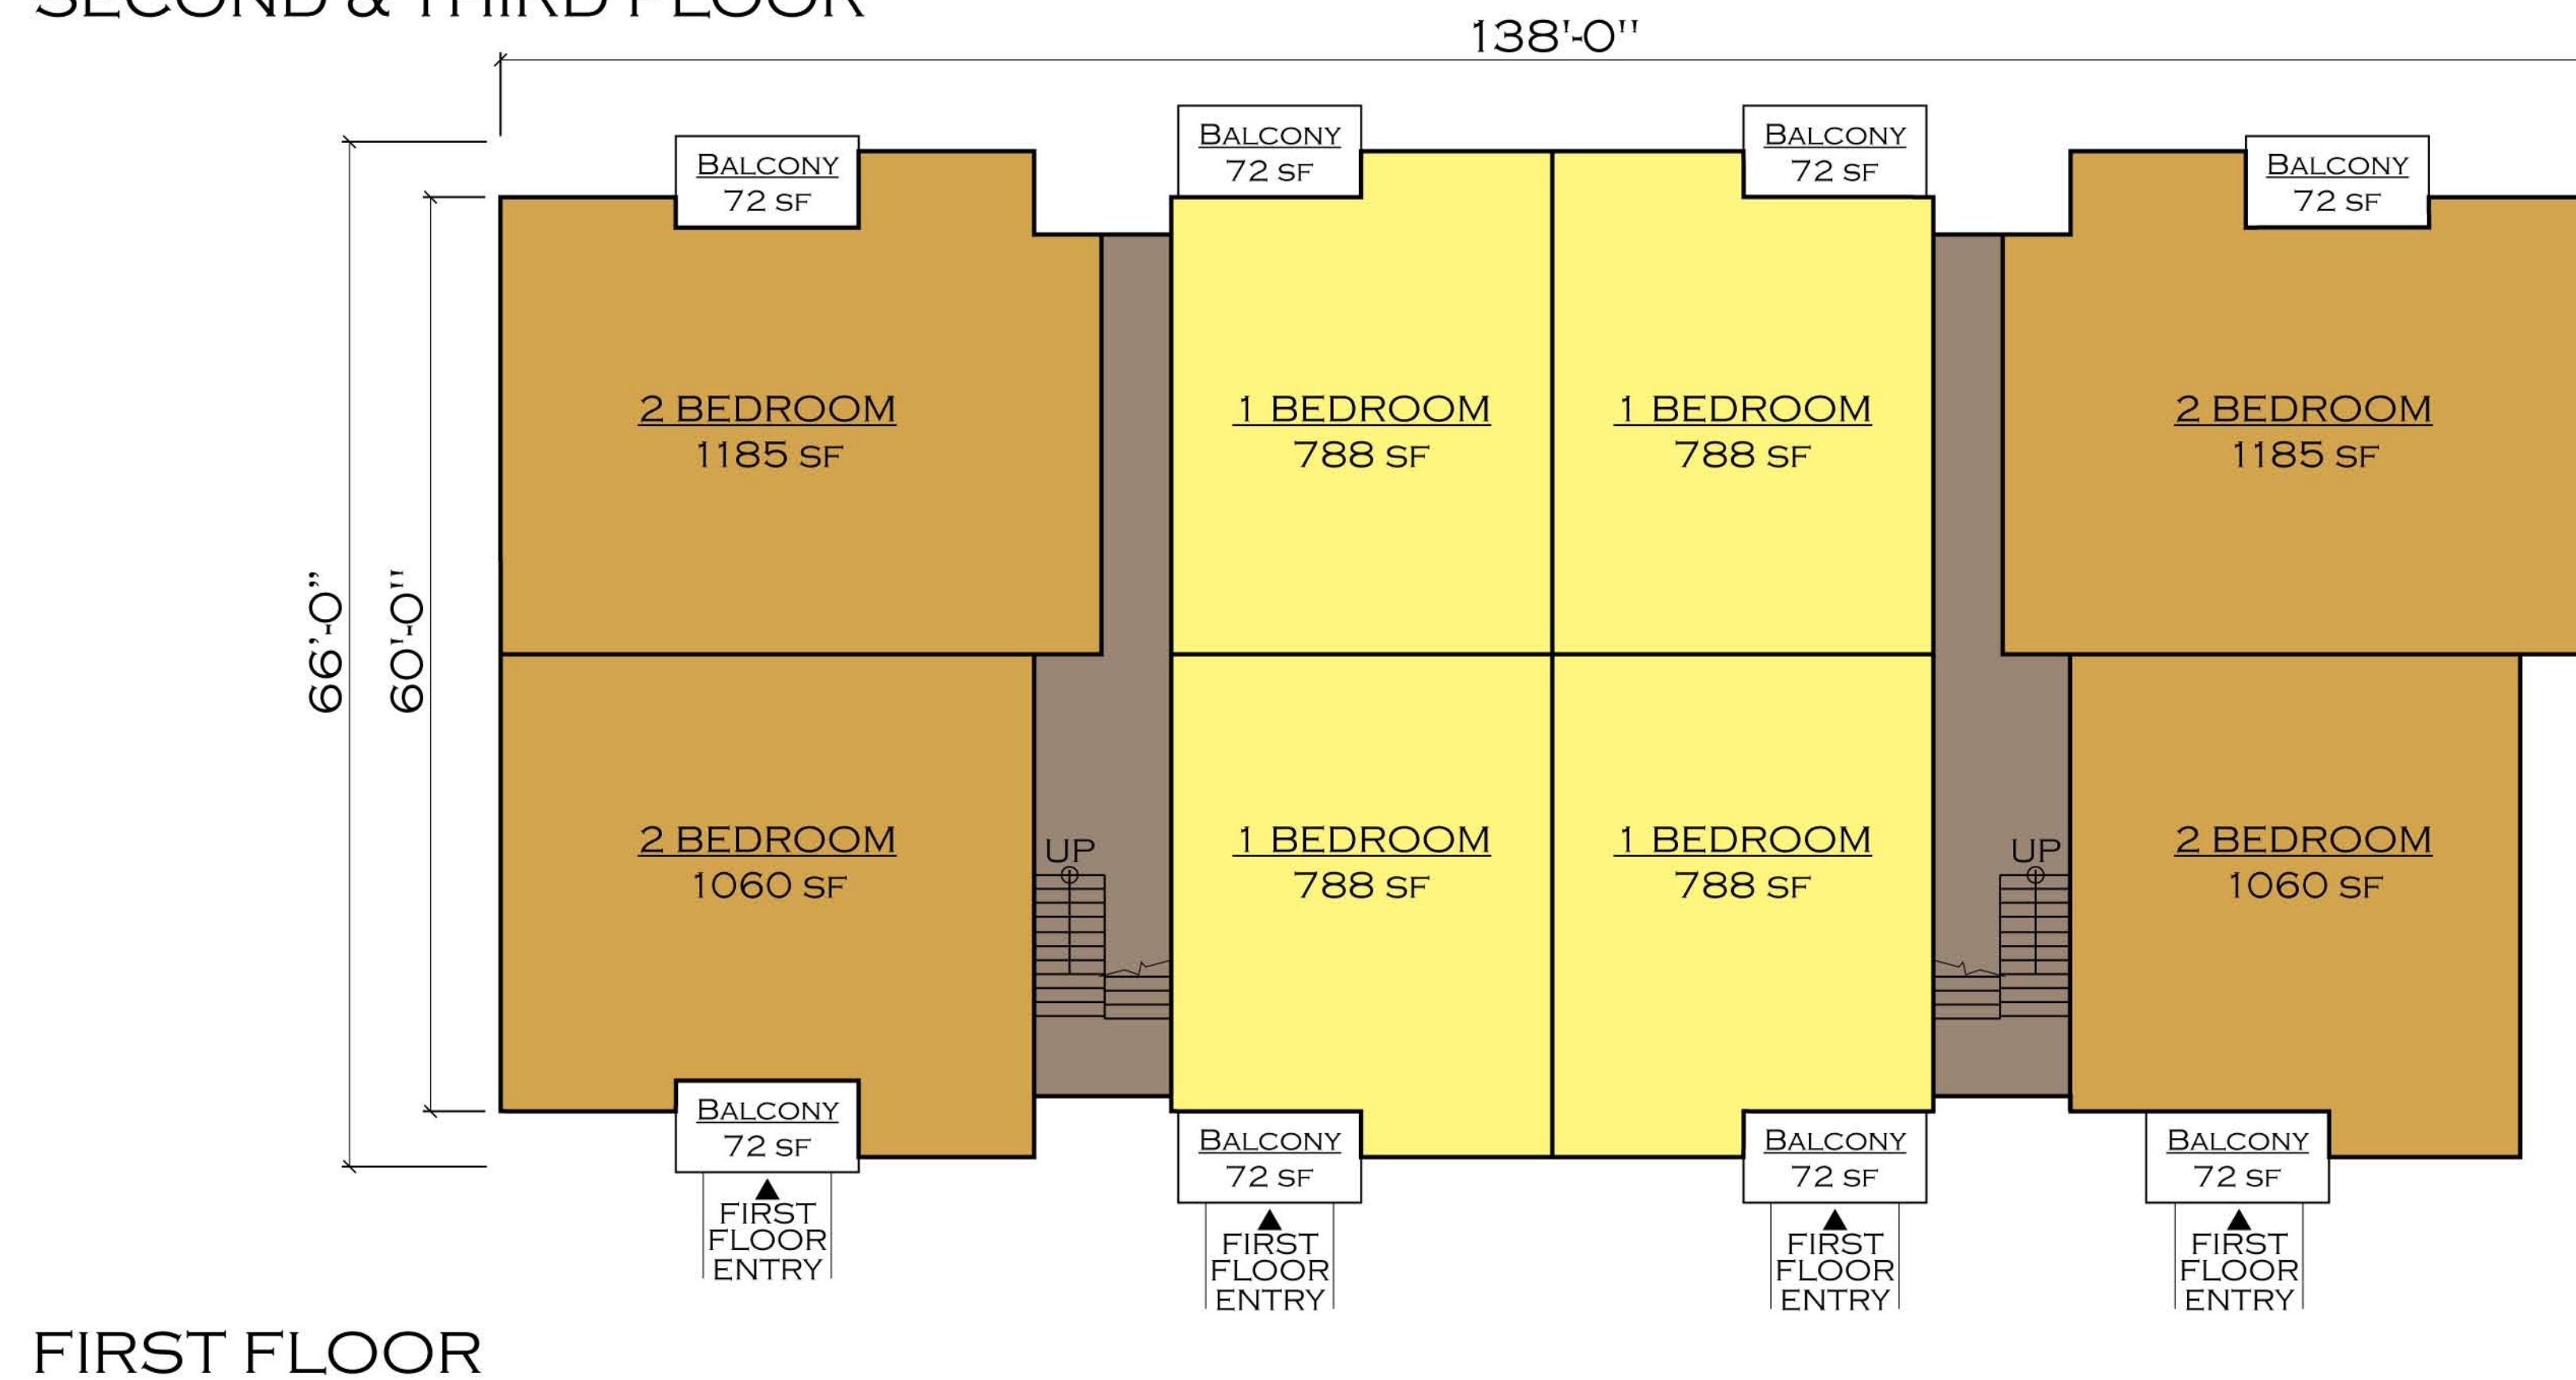 SECOND & THIRD FLOOR
138'-0"
BALCONY
72 SF
BALCONY
72 SF
BALCONY
72 SF
BALCONY
72 SF
2 BEDROOM
1185 SF
1 BEDROOM
788 SF
1 BEDROOM
788 SF
2 BEDROOM
1185 SF
66'-0”
60'-0"
2 BEDROOM
1060 SF
UP
1 BEDROOM
788 SF
1 BEDROOM
788 SF
UP
2 BEDROOM
1060 SF
BALCONY
72 SF
BALCONY
72 SF
BALCONY
72 SF
BALCONY
72 SF
FIRST
FLOOR
ENTRY
FIRST
FLOOR
ENTRY
FIRST
FLOOR
ENTRY
FIRST
FLOOR
ENTRY
FIRST FLOOR